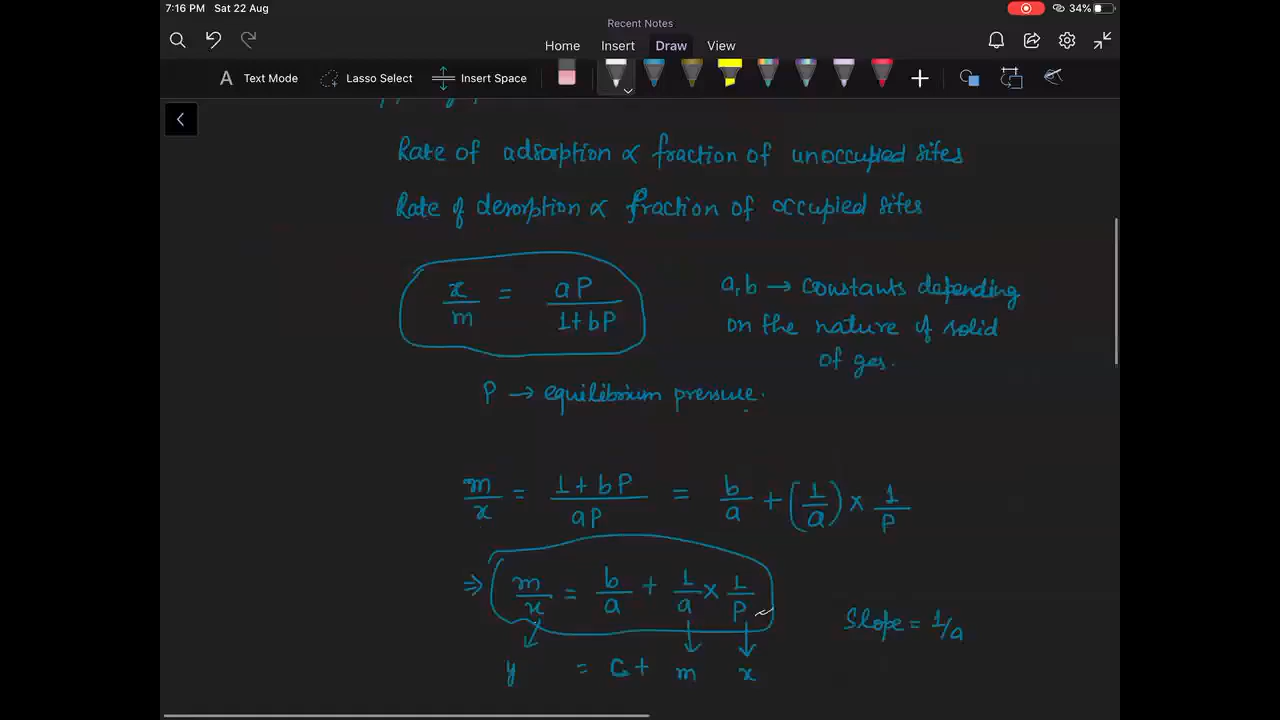 7:16 PM Sat 22 Aug
34%
Recent Notes
Home Insert Draw View
A Text Mode Lasso Select Insert Space
Rate of adsorption ∝ fraction of unoccupied sites
Rate of desorption ∝ fraction of occupied sites
x/m = aP/(1+bP)
a, b → constants depending
on the nature of solid
of gas.
P → equilibrium pressure.
m/x = (1+bP)/(aP) = b/a + (1/a) × 1/P
⇒ m/x = b/a + 1/a × 1/P
Slope = 1/a
y = C + m x